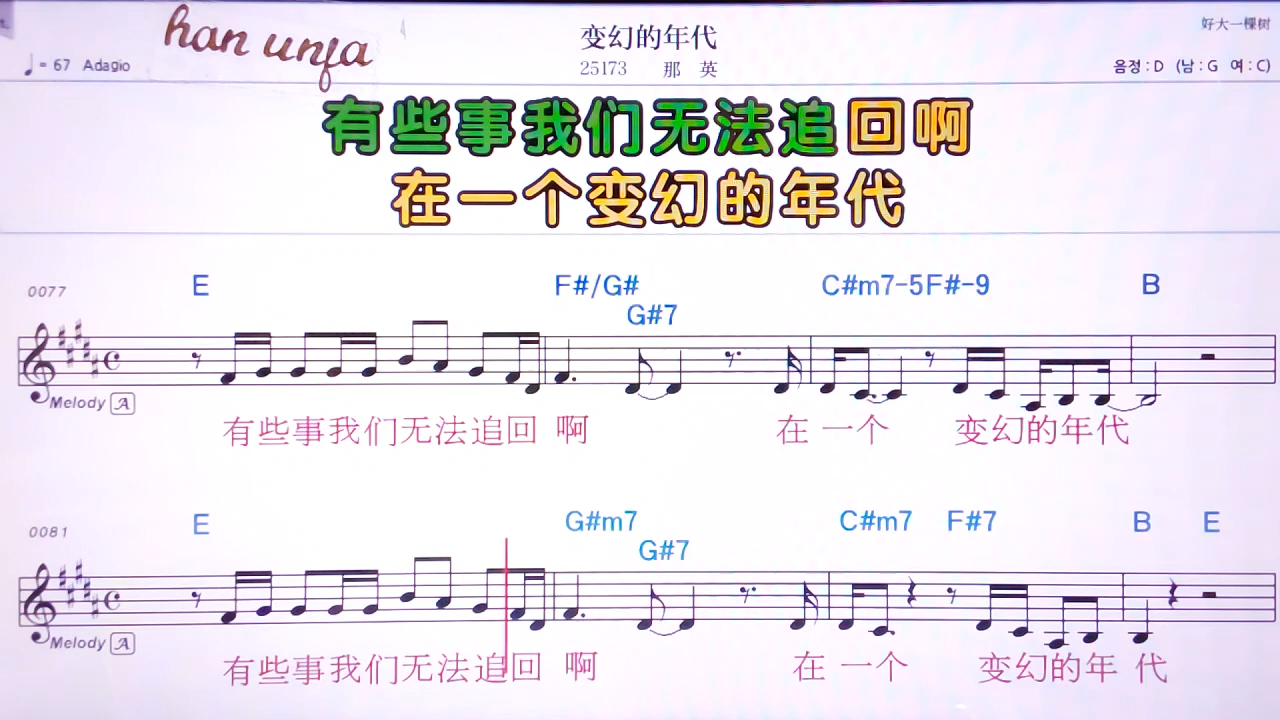 han unfa
变幻的年代
好大一棵树
♩= 67 Adagio
25173 那 英
음정 : D (남 : G 여 : C)
有些事我们无法追回啊
在一个变幻的年代
0077
E F#/G# C#m7-5F#-9 B
G#7
Melody A
有些事我们无法追回 啊 在 一个 变幻的年代
0081
E G#m7 C#m7 F#7 B E
G#7
Melody A
有些事我们无法追回 啊 在 一个 变幻的年 代